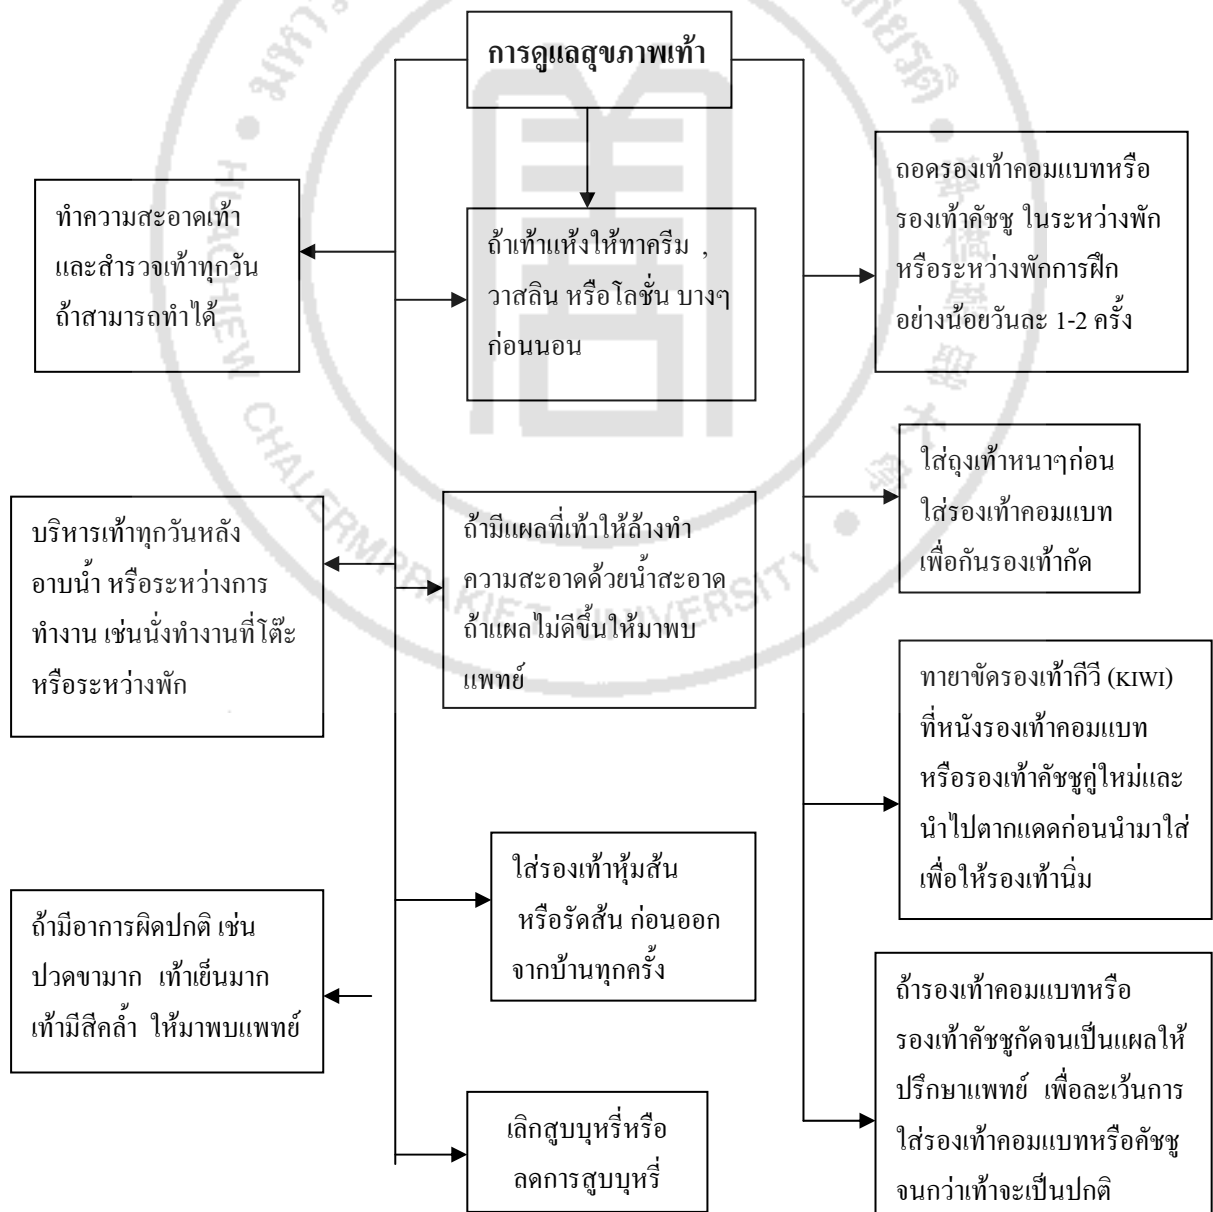 การดูแลสุขภาพเท้า
ทำความสะอาดเท้า
และสำรวจเท้าทุกวัน
ถ้าสามารถทำได้
ถ้าเท้าแห้งให้ทาครีม ,
วาสลิน หรือโลชั่น บางๆ
ก่อนนอน
ถอดรองเท้าคอมแบทหรือ
รองเท้าคัชชู ในระหว่างพัก
หรือระหว่างพักการฝึก
อย่างน้อยวันละ 1-2 ครั้ง
บริหารเท้าทุกวันหลัง
อาบน้ำ หรือระหว่างการ
ทำงาน เช่นนั่งทำงานที่โต๊ะ
หรือระหว่างพัก
ถ้ามีแผลที่เท้าให้ล้างทำ
ความสะอาดด้วยน้ำสะอาด
ถ้าแผลไม่ดีขึ้นให้มาพบ
แพทย์
ใส่ถุงเท้าหนาๆก่อน
ใส่รองเท้าคอมแบท
เพื่อกันรองเท้ากัด
ทายาขัดรองเท้ากีวี (KIWI)
ที่หนังรองเท้าคอมแบท
หรือรองเท้าคัชชูคู่ใหม่และ
นำไปตากแดดก่อนนำมาใส่
เพื่อให้รองเท้านิ่ม
ถ้ามีอาการผิดปกติ เช่น
ปวดขามาก เท้าเย็นมาก
เท้ามีสีคล้ำ ให้มาพบแพทย์
ใส่รองเท้าหุ้มส้น
หรือรัดส้น ก่อนออก
จากบ้านทุกครั้ง
ถ้ารองเท้าคอมแบทหรือ
รองเท้าคัชชูกัดจนเป็นแผลให้
ปรึกษาแพทย์ เพื่อละเว้นการ
ใส่รองเท้าคอมแบทหรือคัชชู
จนกว่าเท้าจะเป็นปกติ
เลิกสูบบุหรี่หรือ
ลดการสูบบุหรี่
HUACHIEW CHALERMPRAKIET UNIVERSITY